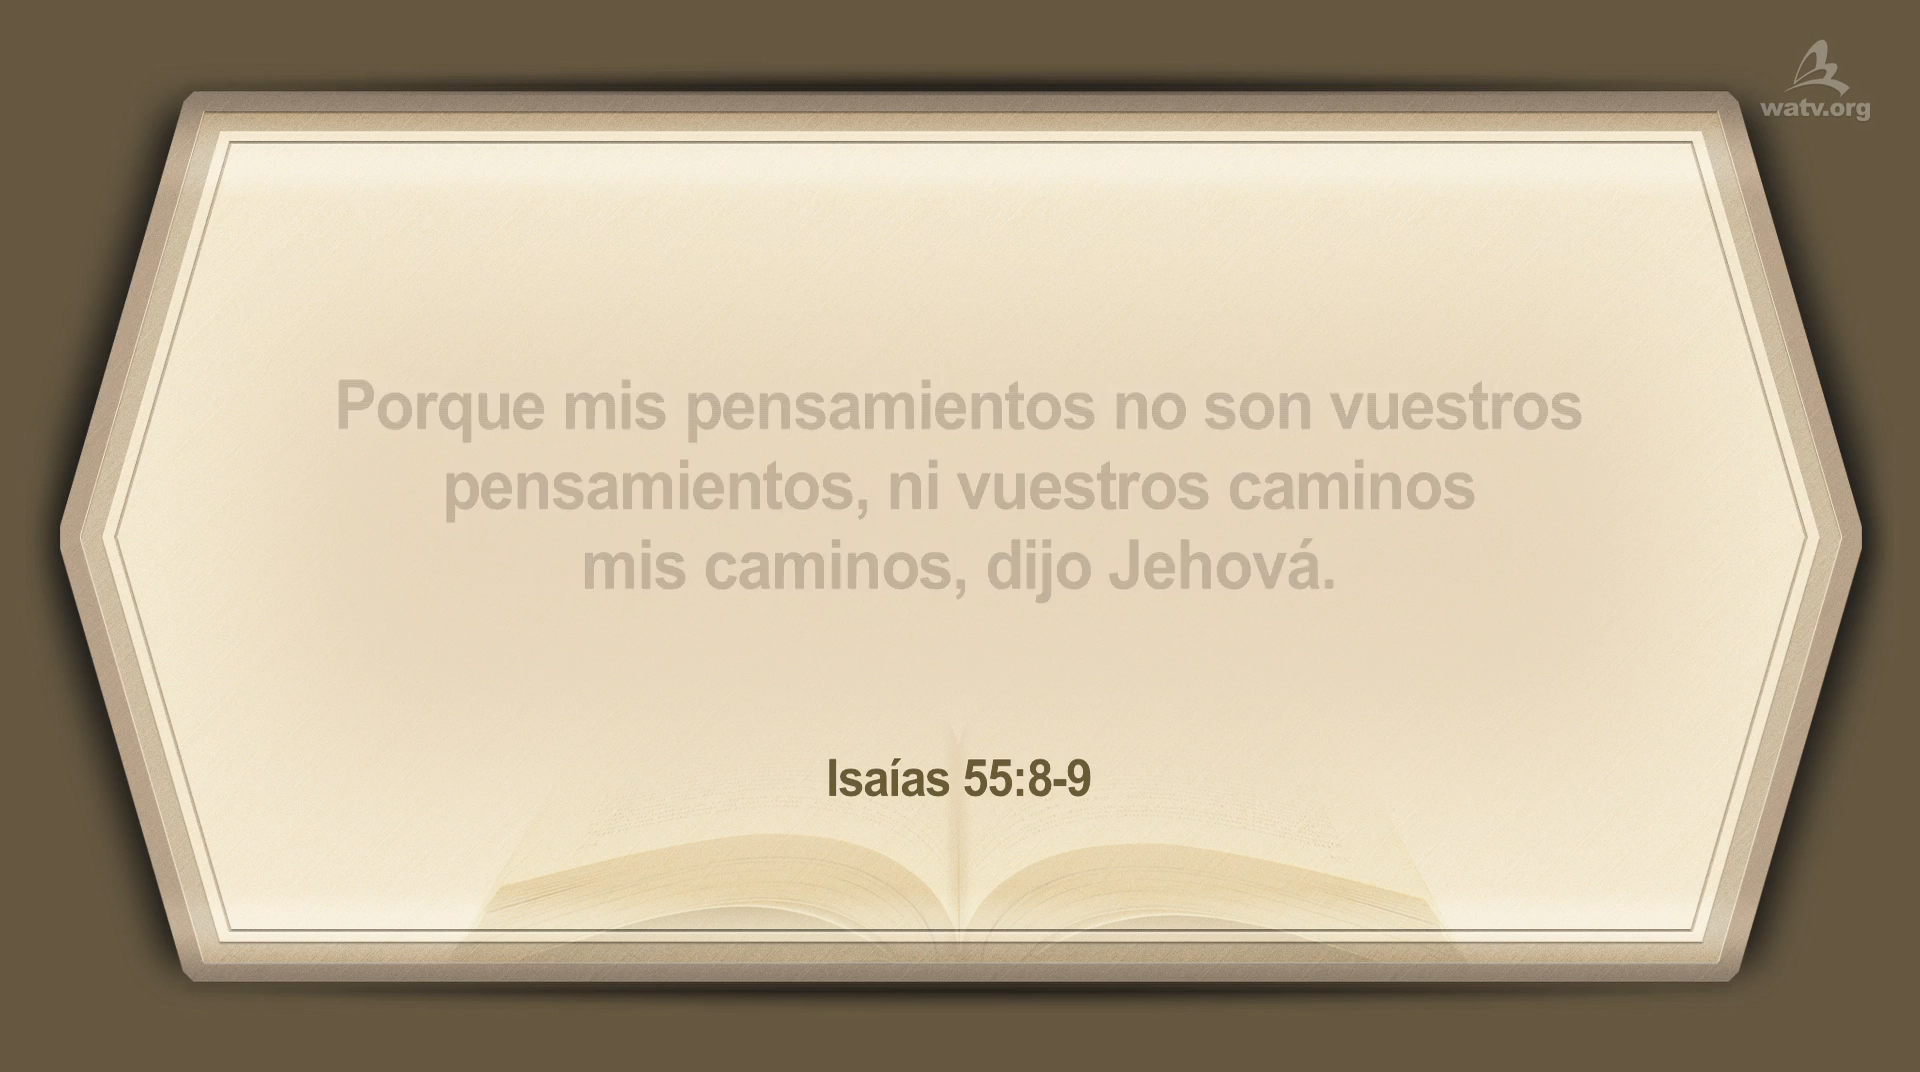 watv.org
Porque mis pensamientos no son vuestros
pensamientos, ni vuestros caminos
mis caminos, dijo Jehová.
Isaías 55:8-9